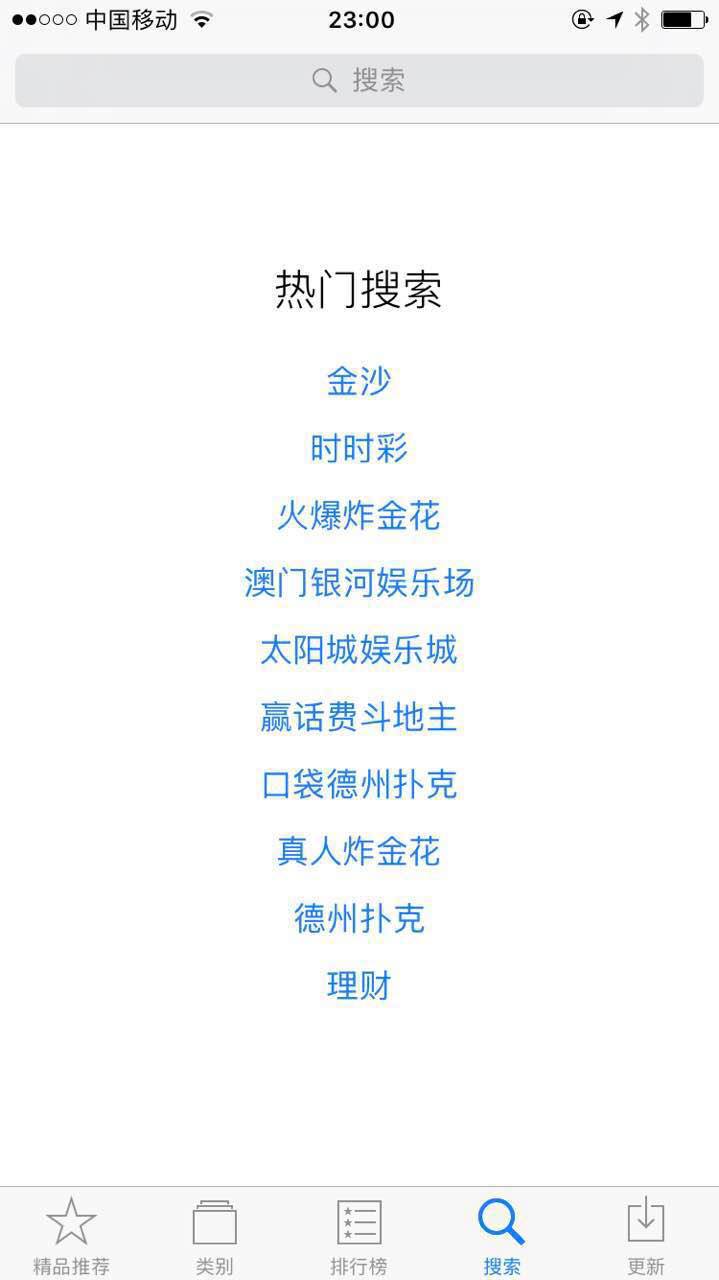 中国移动 23:00
搜索
热门搜索
金沙
时时彩
火爆炸金花
澳门银河娱乐场
太阳城娱乐城
赢话费斗地主
口袋德州扑克
真人炸金花
德州扑克
理财
精品推荐 类别 排行榜 搜索 更新